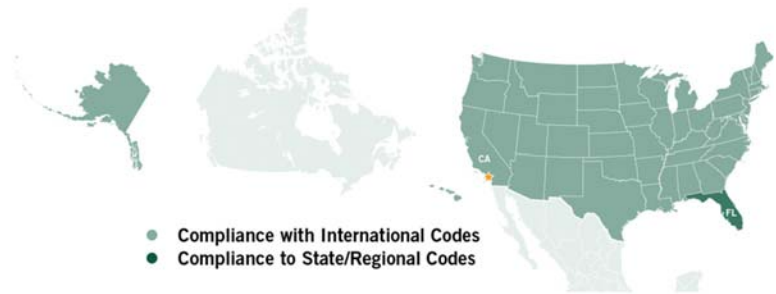 CA
FL
Compliance with International Codes
Compliance to State/Regional Codes